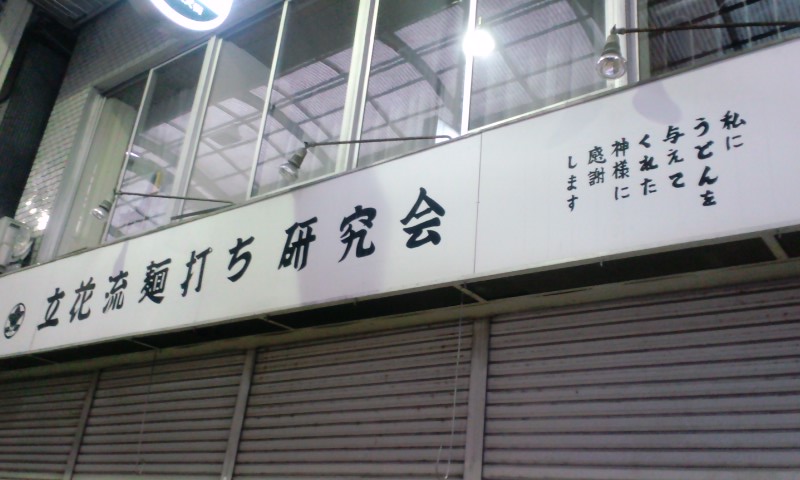 立花流麺打ち研究会
私に
うどんを
与えて
くれた
神様に
感謝
します